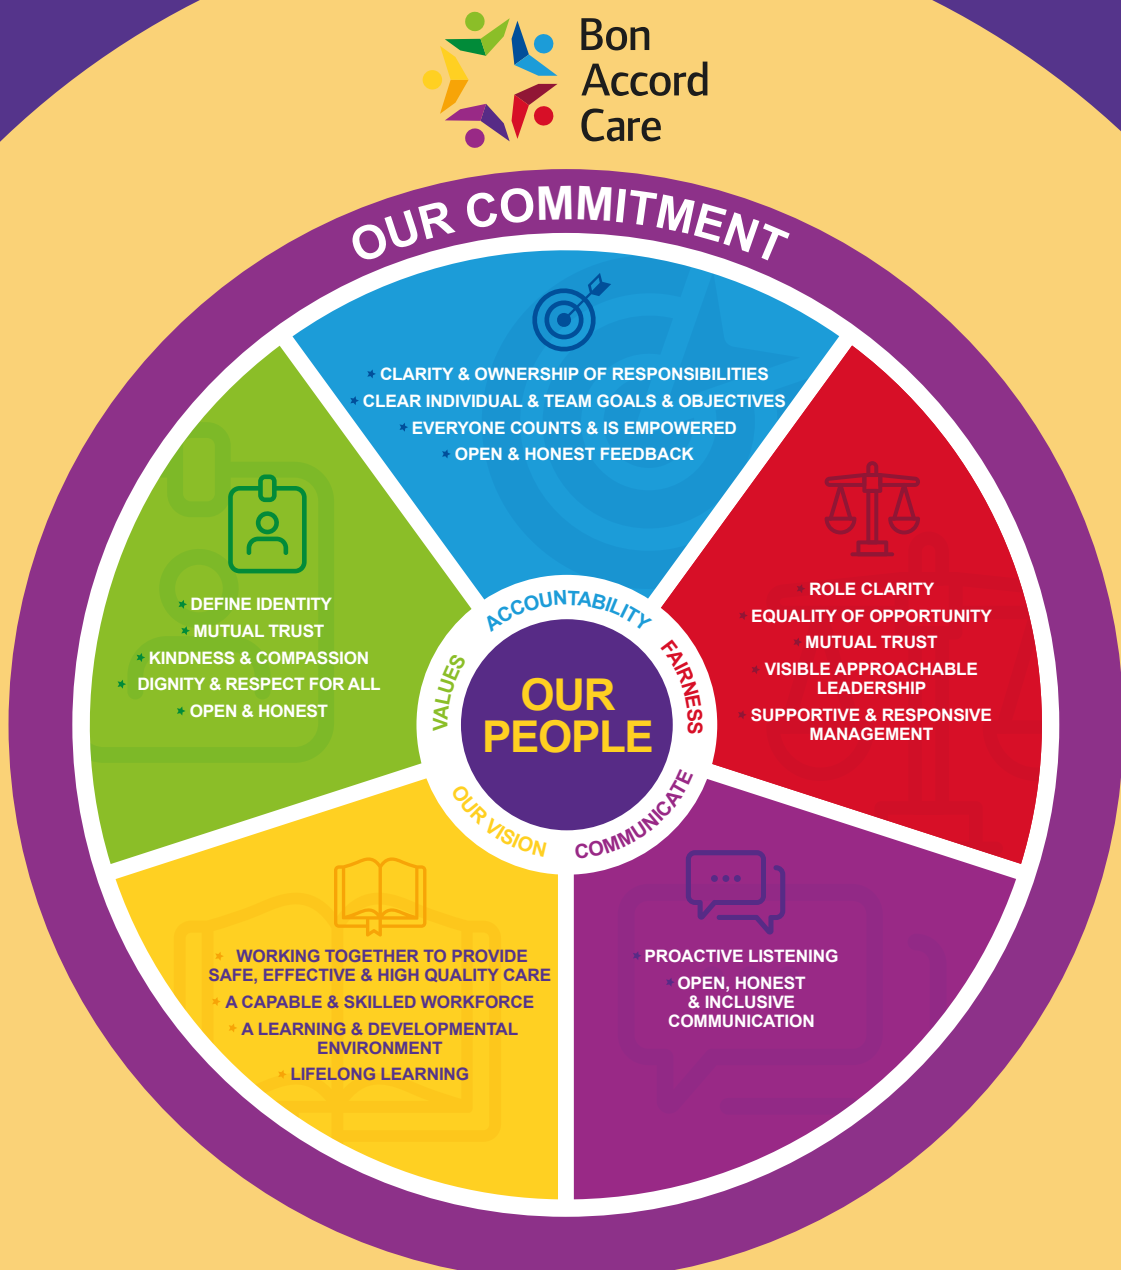 Bon
Accord
Care
OUR COMMITMENT
CLARITY & OWNERSHIP OF RESPONSIBILITIES
CLEAR INDIVIDUAL & TEAM GOALS & OBJECTIVES
EVERYONE COUNTS & IS EMPOWERED
OPEN & HONEST FEEDBACK
ROLE CLARITY
EQUALITY OF OPPORTUNITY
MUTUAL TRUST
VISIBLE APPROACHABLE
LEADERSHIP
SUPPORTIVE & RESPONSIVE
MANAGEMENT
PROACTIVE LISTENING
OPEN, HONEST
& INCLUSIVE
COMMUNICATION
WORKING TOGETHER TO PROVIDE
SAFE, EFFECTIVE & HIGH QUALITY CARE
A CAPABLE & SKILLED WORKFORCE
A LEARNING & DEVELOPMENTAL
ENVIRONMENT
LIFELONG LEARNING
DEFINE IDENTITY
MUTUAL TRUST
KINDNESS & COMPASSION
DIGNITY & RESPECT FOR ALL
OPEN & HONEST
ACCOUNTABILITY
FAIRNESS
COMMUNICATE
OUR VISION
VALUES
OUR
PEOPLE